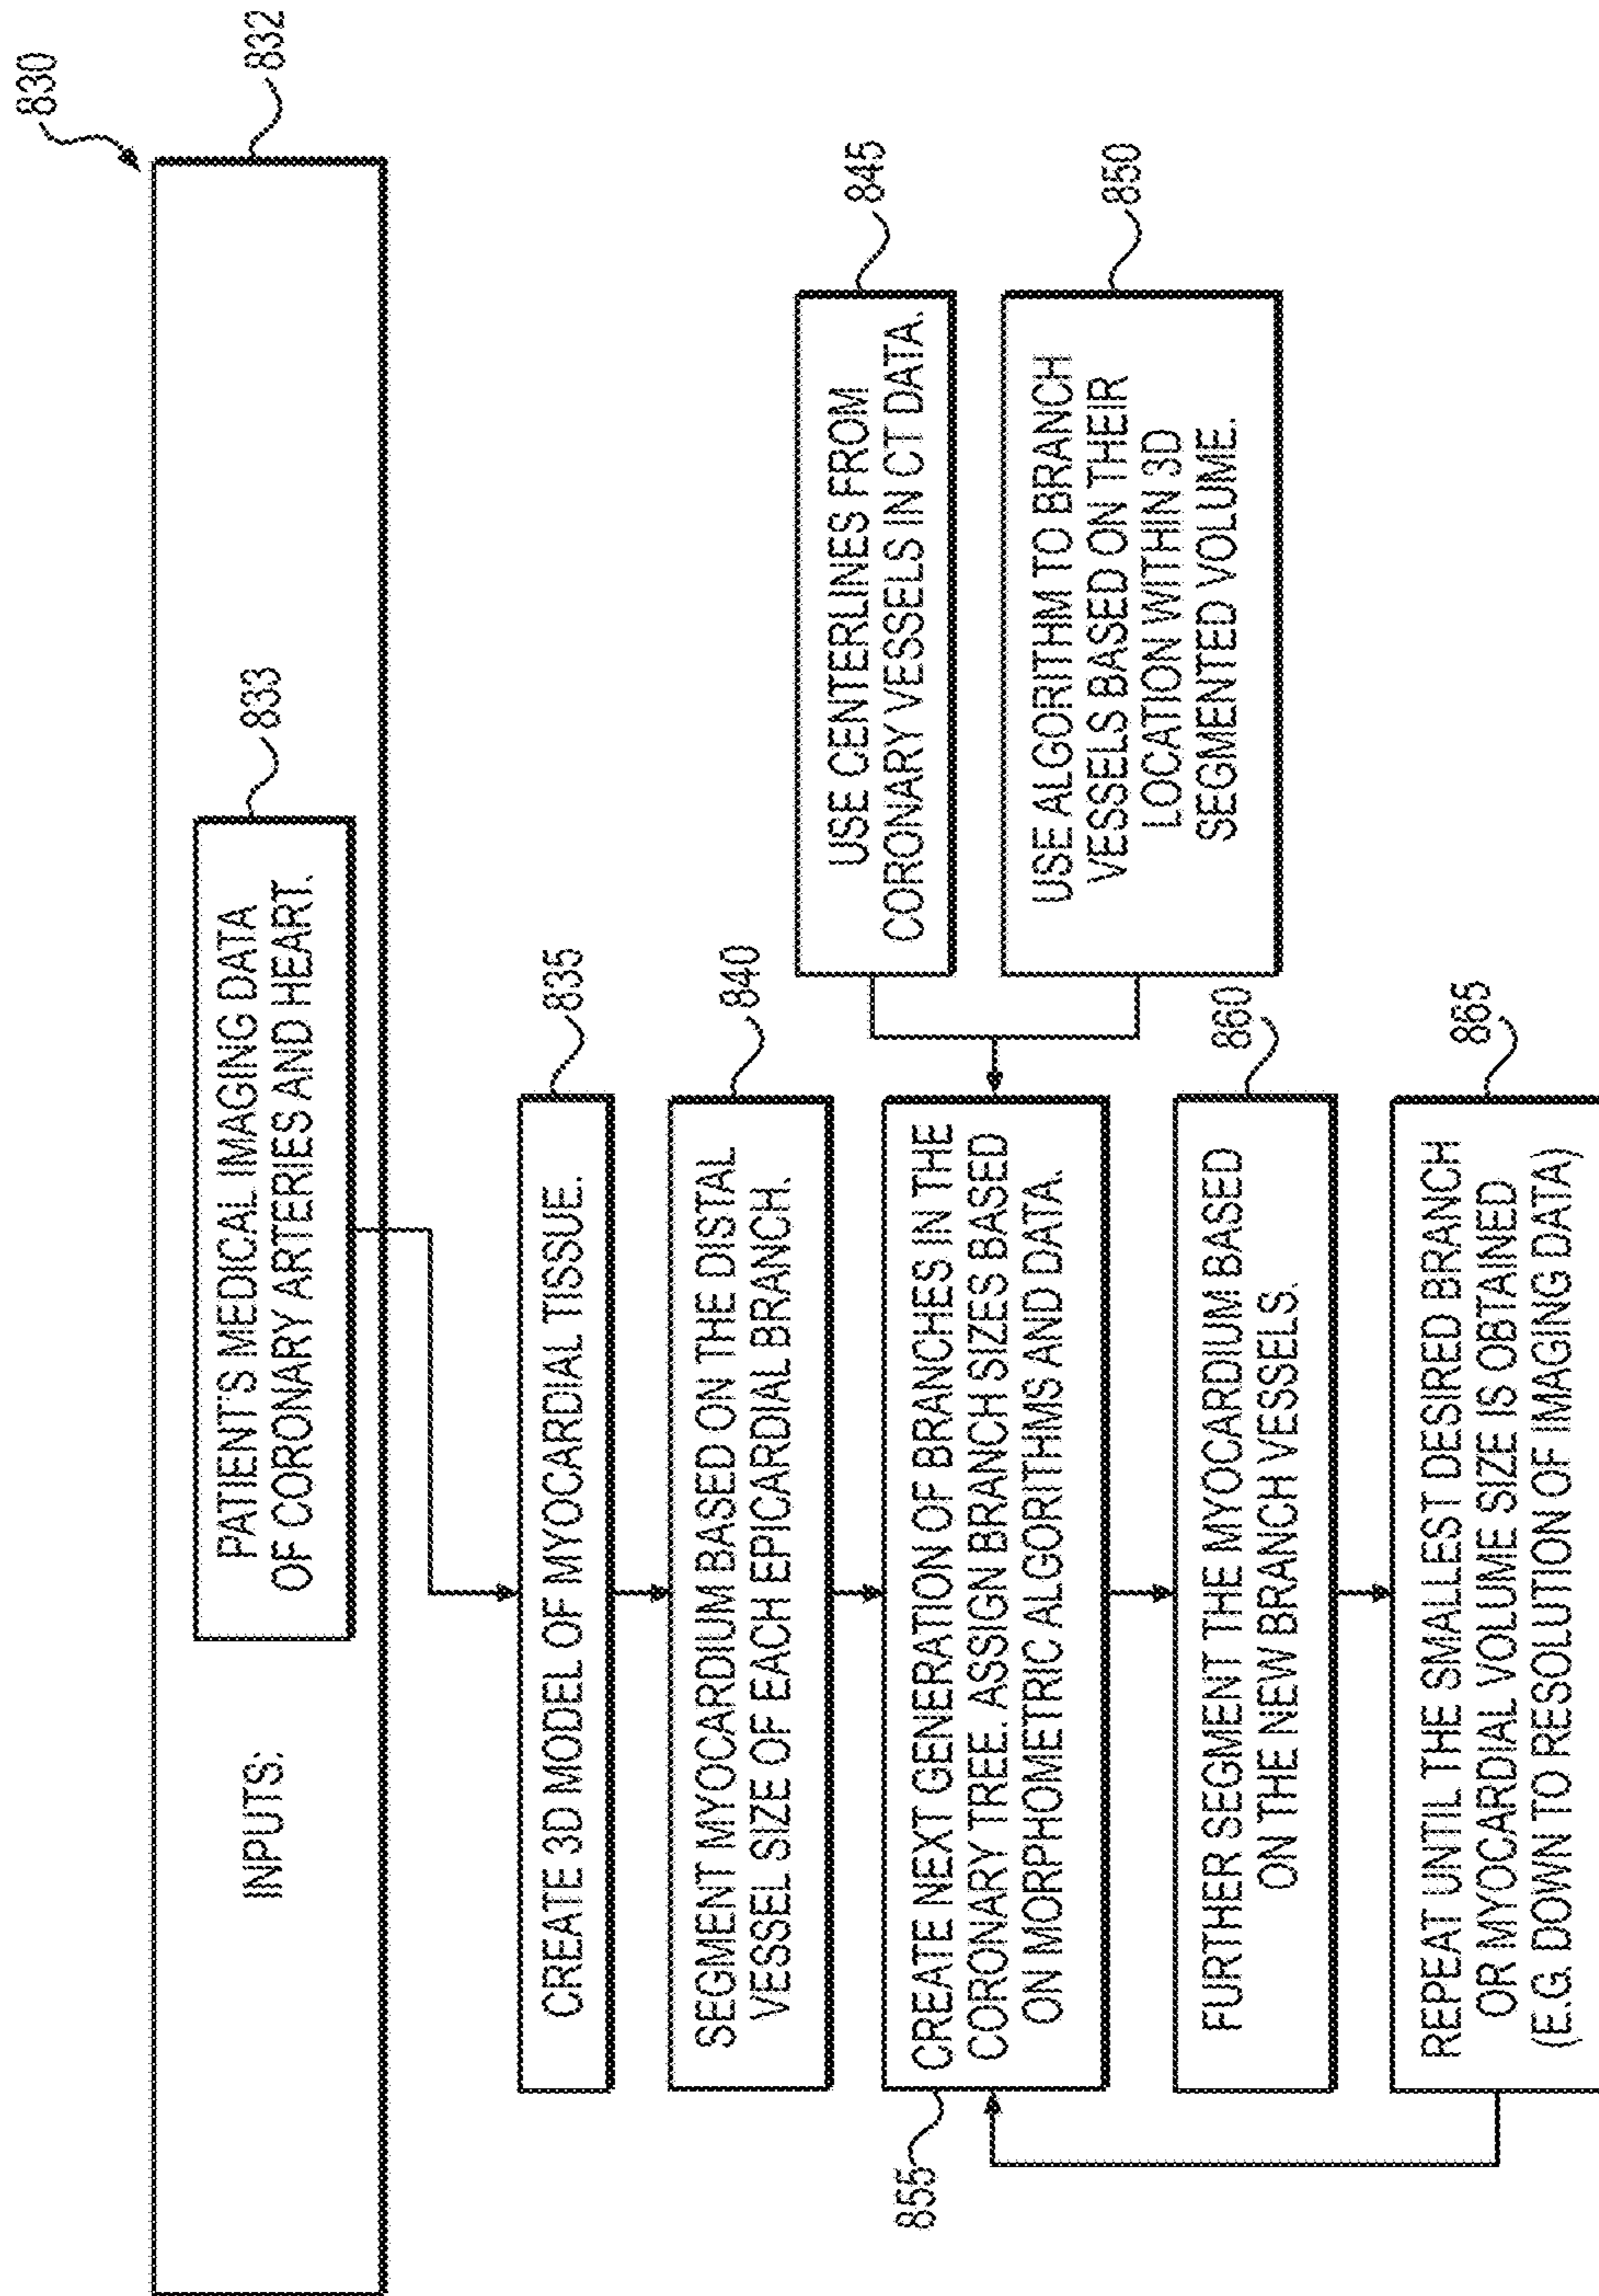 830
832
INPUTS:
PATIENT'S MEDICAL IMAGING DATA
OF CORONARY ARTERIES AND HEART.
833
CREATE 3D MODEL OF MYOCARDIAL TISSUE.
835
SEGMENT MYOCARDIUM BASED ON THE DISTAL
VESSEL SIZE OF EACH EPICARDIAL BRANCH.
840
USE CENTERLINES FROM
CORONARY VESSELS IN CT DATA.
845
USE ALGORITHM TO BRANCH
VESSELS BASED ON THEIR
LOCATION WITHIN 3D
SEGMENTED VOLUME.
850
855
CREATE NEXT GENERATION OF BRANCHES IN THE
CORONARY TREE. ASSIGN BRANCH SIZES BASED
ON MORPHOMETRIC ALGORITHMS AND DATA.
FURTHER SEGMENT THE MYOCARDIUM BASED
ON THE NEW BRANCH VESSELS.
860
REPEAT UNTIL THE SMALLEST DESIRED BRANCH
OR MYOCARDIAL VOLUME SIZE IS OBTAINED
(E.G. DOWN TO RESOLUTION OF IMAGING DATA)
865